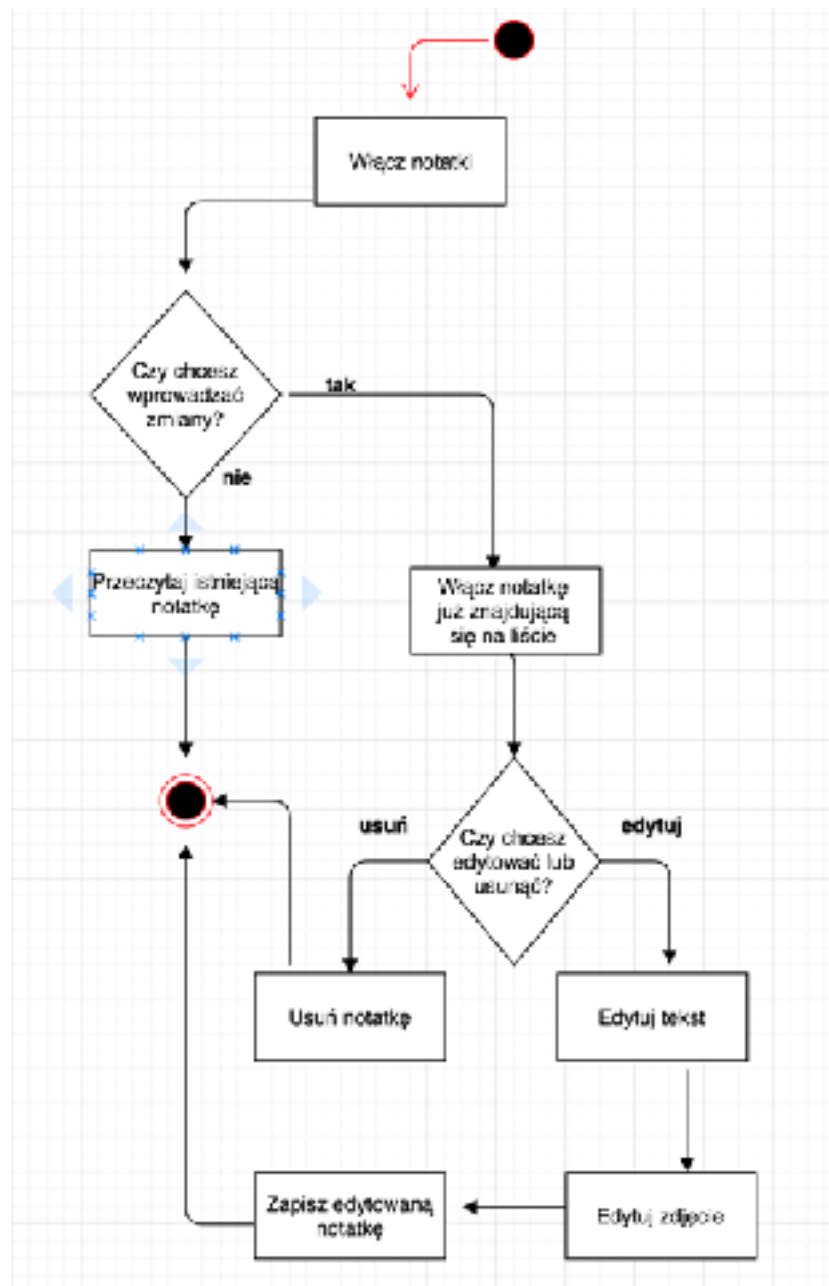 Włącz notatki
Czy chcesz
wprowadzać
zmiany?
tak
nie
Przeczytaj istniejącą
notatkę
Włącz notatkę
już znajdującą
się na liście
usuń
edytuj
Czy chcesz
edytować lub
usunąć?
Usuń notatkę
Edytuj tekst
Zapisz edytowaną
notatkę
Edytuj zdjęcie